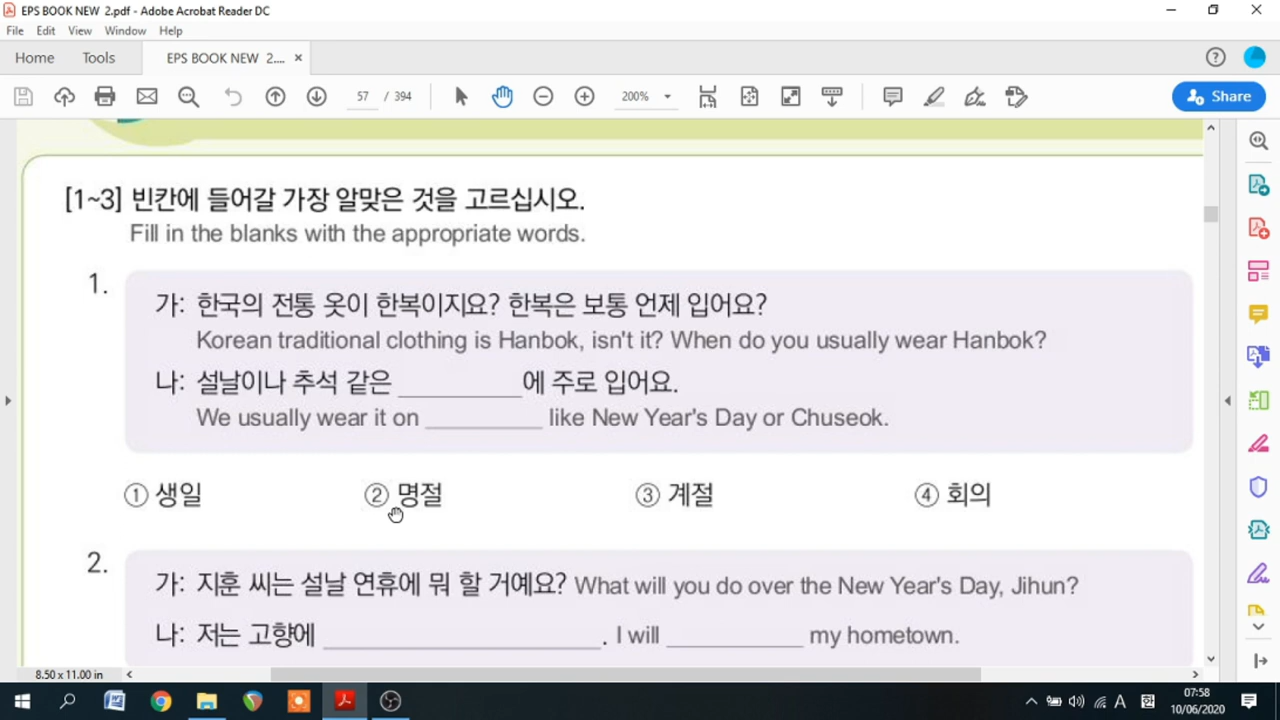 EPS BOOK NEW  2.pdf - Adobe Acrobat Reader DC
File Edit View Window Help
Home Tools EPS BOOK NEW  2.... ×
57 / 394 200% Share
[1~3] 빈칸에 들어갈 가장 알맞은 것을 고르십시오.
Fill in the blanks with the appropriate words.
1.
가: 한국의 전통 옷이 한복이지요? 한복은 보통 언제 입어요?
Korean traditional clothing is Hanbok, isn't it? When do you usually wear Hanbok?
나: 설날이나 추석 같은 __________에 주로 입어요.
We usually wear it on _________ like New Year's Day or Chuseok.
① 생일 ② 명절 ③ 계절 ④ 회의
2.
가: 지훈 씨는 설날 연휴에 뭐 할 거예요? What will you do over the New Year's Day, Jihun?
나: 저는 고향에 ______________________. I will ___________ my hometown.
8.50 x 11.00 in
A 한 07:58
10/06/2020